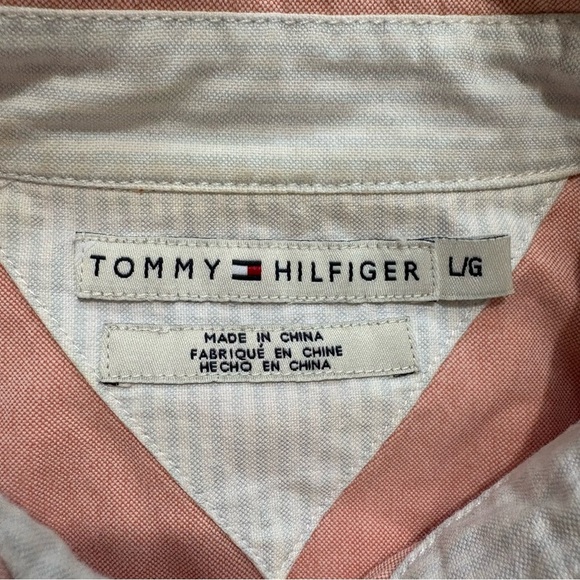 TOMMY HILFIGER L/G
MADE IN CHINA
FABRIQUÉ EN CHINE
HECHO EN CHINA